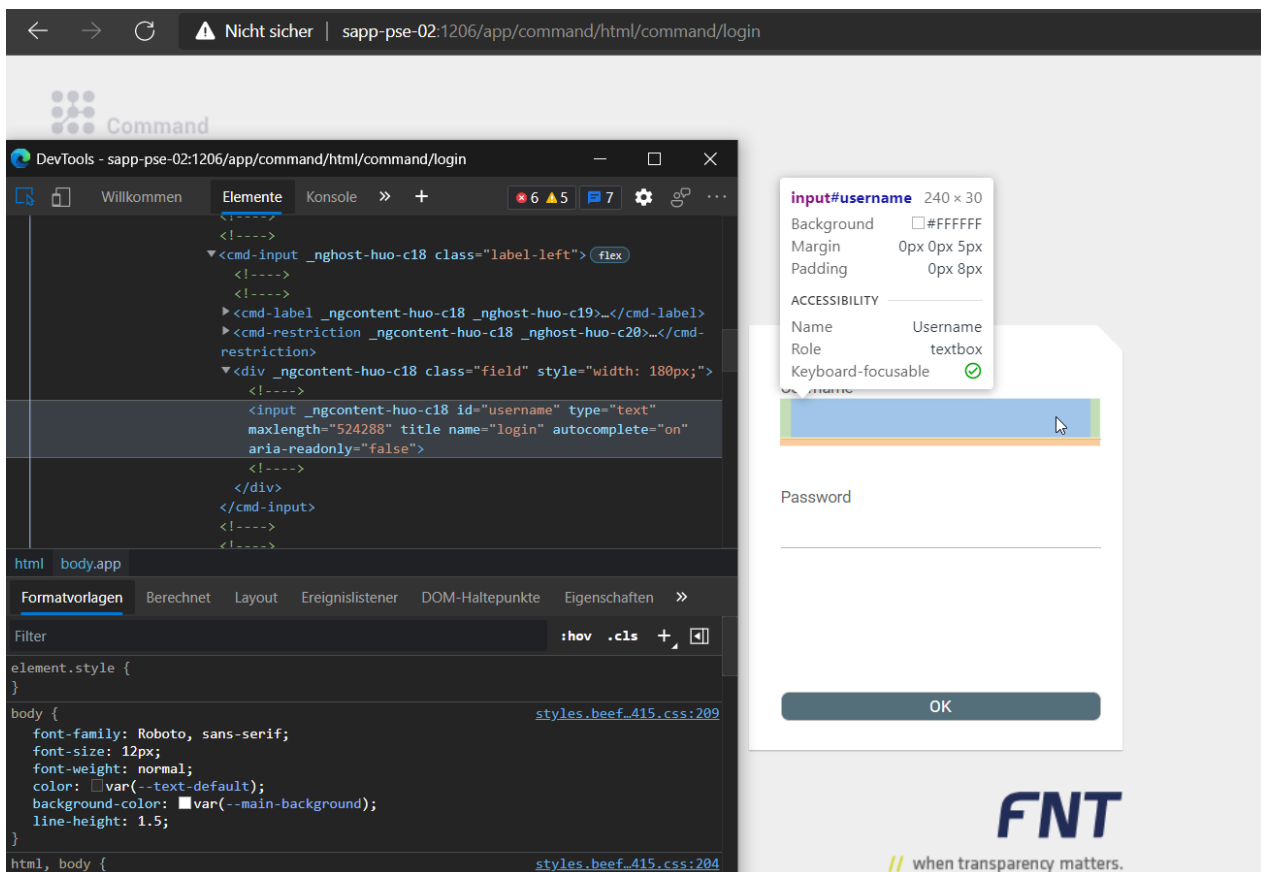 Nicht sicher | sapp-pse-02:1206/app/command/html/command/login
Command
DevTools - sapp-pse-02:1206/app/command/html/command/login
Willkommen Elemente Konsole » + 6 5 7 ...
<!---->
<!---->
▼<cmd-input _nghost-huo-c18 class="label-left"> flex
<!---->
<!---->
▶<cmd-label _ngcontent-huo-c18 _nghost-huo-c19>…</cmd-label>
▶<cmd-restriction _ngcontent-huo-c18 _nghost-huo-c20>…</cmd-
restriction>
▼<div _ngcontent-huo-c18 class="field" style="width: 180px;">
<!---->
<input _ngcontent-huo-c18 id="username" type="text"
maxlength="524288" title name="login" autocomplete="on"
aria-readonly="false">
<!---->
</div>
</cmd-input>
<!---->
<!---->
html body.app
Formatvorlagen Berechnet Layout Ereignislistener DOM-Haltepunkte Eigenschaften »
Filter :hov .cls +
element.style {
}
body { styles.beef…415.css:209
font-family: Roboto, sans-serif;
font-size: 12px;
font-weight: normal;
color: var(--text-default);
background-color: var(--main-background);
line-height: 1.5;
}
html, body { styles.beef…415.css:204
input#username 240 × 30
Background #FFFFFF
Margin 0px 0px 5px
Padding 0px 8px
ACCESSIBILITY
Name Username
Role textbox
Keyboard-focusable
Username
Password
OK
FNT
// when transparency matters.